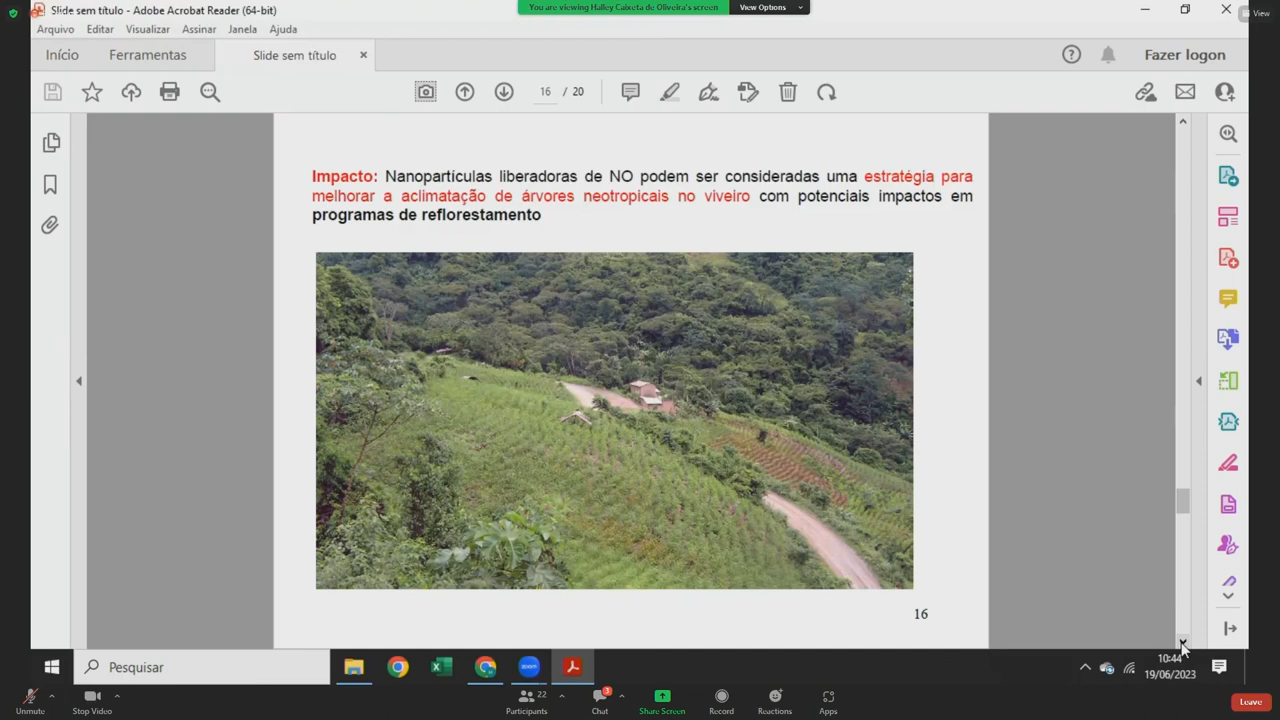 Slide sem título - Adobe Acrobat Reader (64-bit)
You are viewing Halley Caixeta de Oliveira's screen
View Options
View
Arquivo Editar Visualizar Assinar Janela Ajuda
Início Ferramentas Slide sem título × Fazer logon
16 / 20
Impacto: Nanopartículas liberadoras de NO podem ser consideradas uma estratégia para
melhorar a aclimatação de árvores neotropicais no viveiro com potenciais impactos em
programas de reflorestamento
16
Pesquisar
10:44
19/06/2023
Unmute Stop Video Participants 22 Chat 3 Share Screen Record Reactions Apps Leave